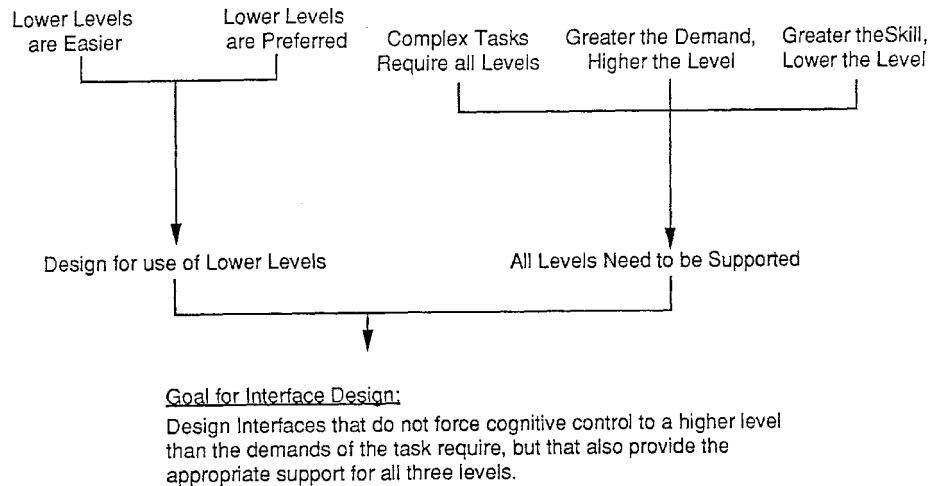 Lower Levels
are Easier
Lower Levels
are Preferred
Complex Tasks
Require all Levels
Greater the Demand,
Higher the Level
Greater theSkill,
Lower the Level
Design for use of Lower Levels
All Levels Need to be Supported
Goal for Interface Design:
Design Interfaces that do not force cognitive control to a higher level
than the demands of the task require, but that also provide the
appropriate support for all three levels.